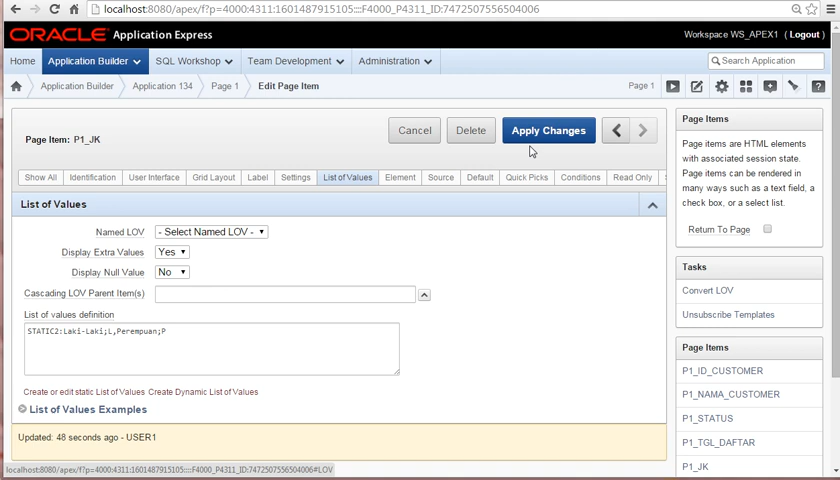 localhost:8080/apex/f?p=4000:4311:1601487915105::::F4000_P4311_ID:7472507556504006
ORACLE Application Express
Workspace WS_APEX1 (Logout)
Home
Application Builder
SQL Workshop
Team Development
Administration
Search Application
Application Builder
Application 134
Page 1
Edit Page Item
Page 1
Page Item: P1_JK
Cancel
Delete
Apply Changes
Show All
Identification
User Interface
Grid Layout
Label
Settings
List of Values
Element
Source
Default
Quick Picks
Conditions
Read Only
List of Values
Named LOV
- Select Named LOV -
Display Extra Values
Yes
Display Null Value
No
Cascading LOV Parent Item(s)
List of values definition
STATIC2:Laki-Laki;L,Perempuan;P
Create or edit static List of Values Create Dynamic List of Values
List of Values Examples
Updated: 48 seconds ago - USER1
Page Items
Page items are HTML elements
with associated session state.
Page items can be rendered in
many ways such as a text field, a
check box, or a select list.
Return To Page
Tasks
Convert LOV
Unsubscribe Templates
Page Items
P1_ID_CUSTOMER
P1_NAMA_CUSTOMER
P1_STATUS
P1_TGL_DAFTAR
P1_JK
localhost:8080/apex/f?p=4000:4311:1601487915105::::F4000_P4311_ID:7472507556504006#LOV